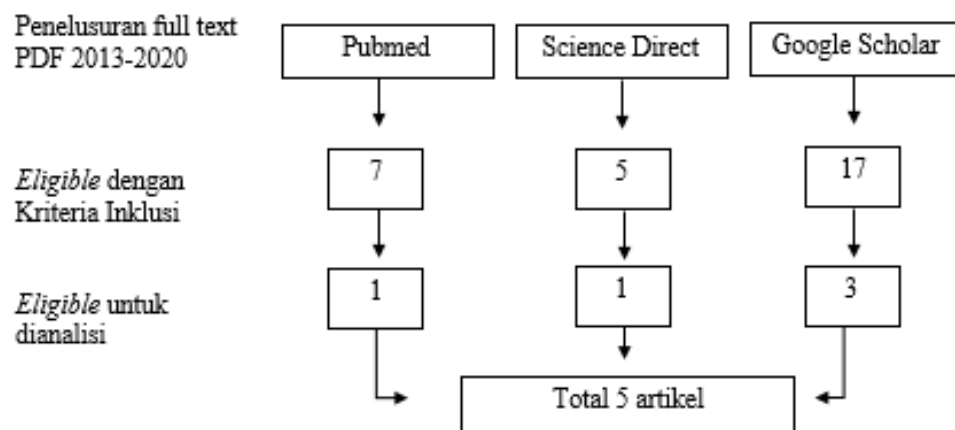 Penelusuran full text
PDF 2013-2020
Pubmed
Science Direct
Google Scholar
Eligible dengan
Kriteria Inklusi
7
5
17
Eligible untuk
dianalisi
1
1
3
Total 5 artikel